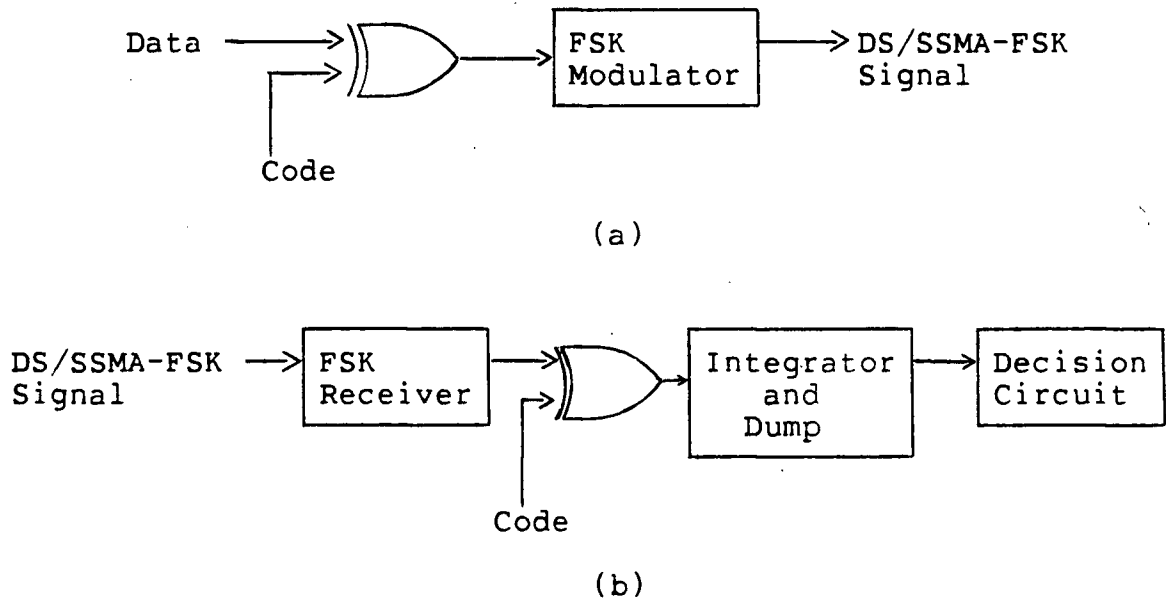 Data
FSK
Modulator
DS/SSMA-FSK
Signal
Code
(a)
DS/SSMA-FSK
Signal
FSK
Receiver
Integrator
and
Dump
Decision
Circuit
Code
(b)